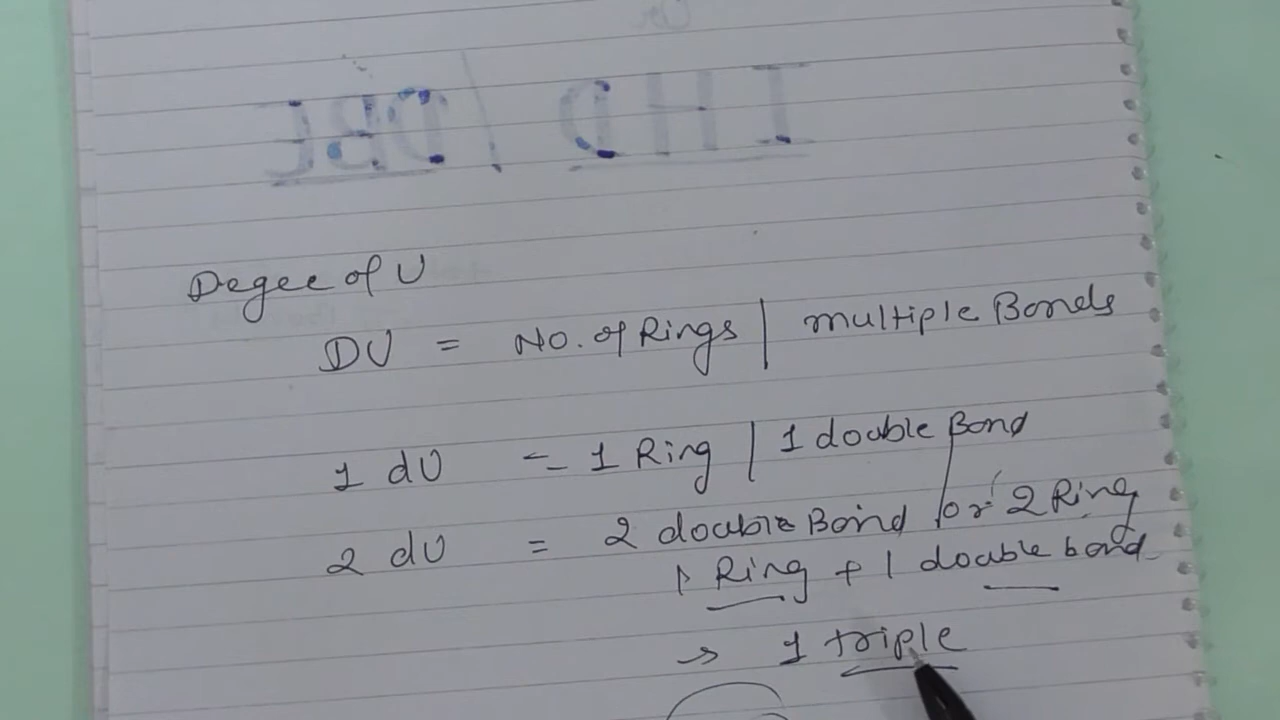 IHD / DBE
Degee of U
DU = No. of Rings | multiple Bonds
1 dU = 1 Ring | 1 double Bond
2 dU = 2 double Bond / or 2 Ring
1 Ring + 1 double bond
→ 1 triple